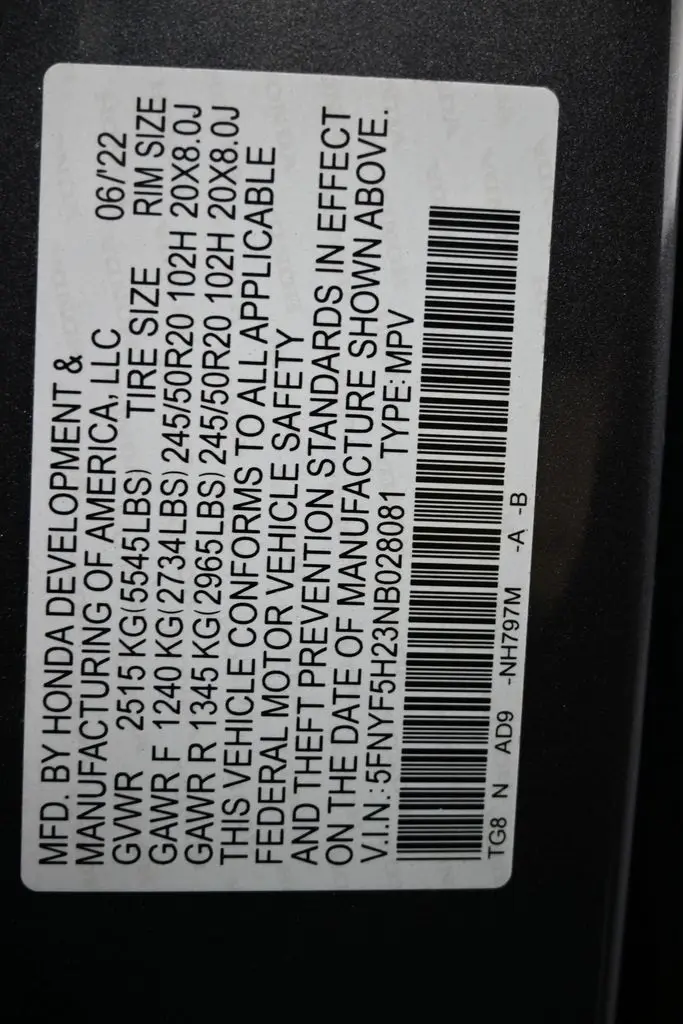 MFD. BY HONDA DEVELOPMENT &
MANUFACTURING OF AMERICA, LLC 06/'22
GVWR 2515 KG(5545LBS) TIRE SIZE RIM SIZE
GAWR F 1240 KG(2734LBS) 245/50R20 102H 20X8.0J
GAWR R 1345 KG(2965LBS) 245/50R20 102H 20X8.0J
THIS VEHICLE CONFORMS TO ALL APPLICABLE
FEDERAL MOTOR VEHICLE SAFETY
AND THEFT PREVENTION STANDARDS IN EFFECT
ON THE DATE OF MANUFACTURE SHOWN ABOVE.
V.I.N.:5FNYF5H23NB028081 TYPE:MPV
TG8 N AD9 -NH797M -A -B